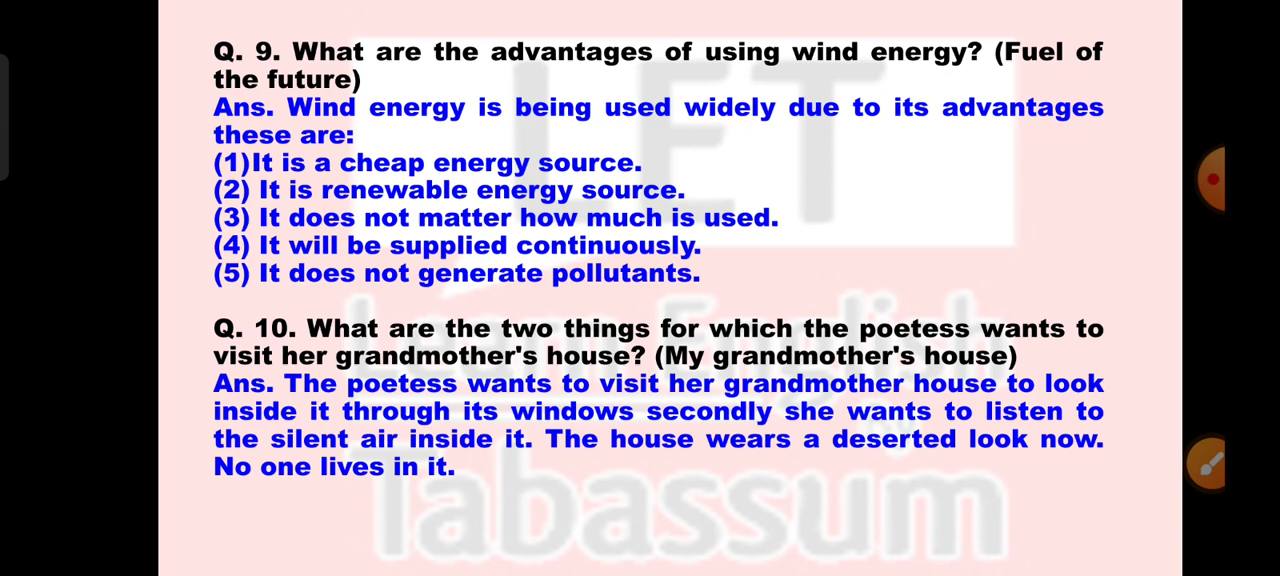 Q. 9. What are the advantages of using wind energy? (Fuel of
the future)
Ans. Wind energy is being used widely due to its advantages
these are:
(1)It is a cheap energy source.
(2) It is renewable energy source.
(3) It does not matter how much is used.
(4) It will be supplied continuously.
(5) It does not generate pollutants.
Q. 10. What are the two things for which the poetess wants to
visit her grandmother's house? (My grandmother's house)
Ans. The poetess wants to visit her grandmother house to look
inside it through its windows secondly she wants to listen to
the silent air inside it. The house wears a deserted look now.
No one lives in it.
LET
Learn English
by
Tabassum